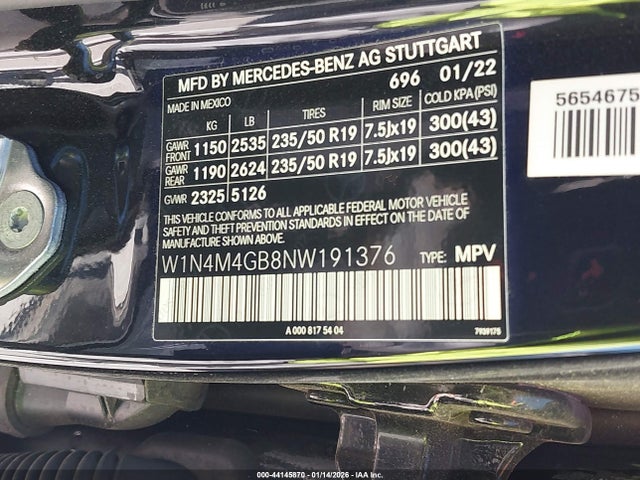 MFD BY MERCEDES-BENZ AG STUTTGART
696 01/22
MADE IN MEXICO
KG LB TIRES RIM SIZE COLD KPA (PSI)
GAWR FRONT 1150 2535 235/50 R19 7.5Jx19 300(43)
GAWR REAR 1190 2624 235/50 R19 7.5Jx19 300(43)
GVWR 2325 5126
THIS VEHICLE CONFORMS TO ALL APPLICABLE FEDERAL MOTOR VEHICLE
SAFETY AND THEFT PREVENTION STANDARDS IN EFFECT ON THE DATE OF
MANUFACTURE SHOWN ABOVE.
W1N4M4GB8NW191376 TYPE: MPV
A 000 817 54 04 7939175
5654675
000-44145870 - 01/14/2026 - IAAI Inc.